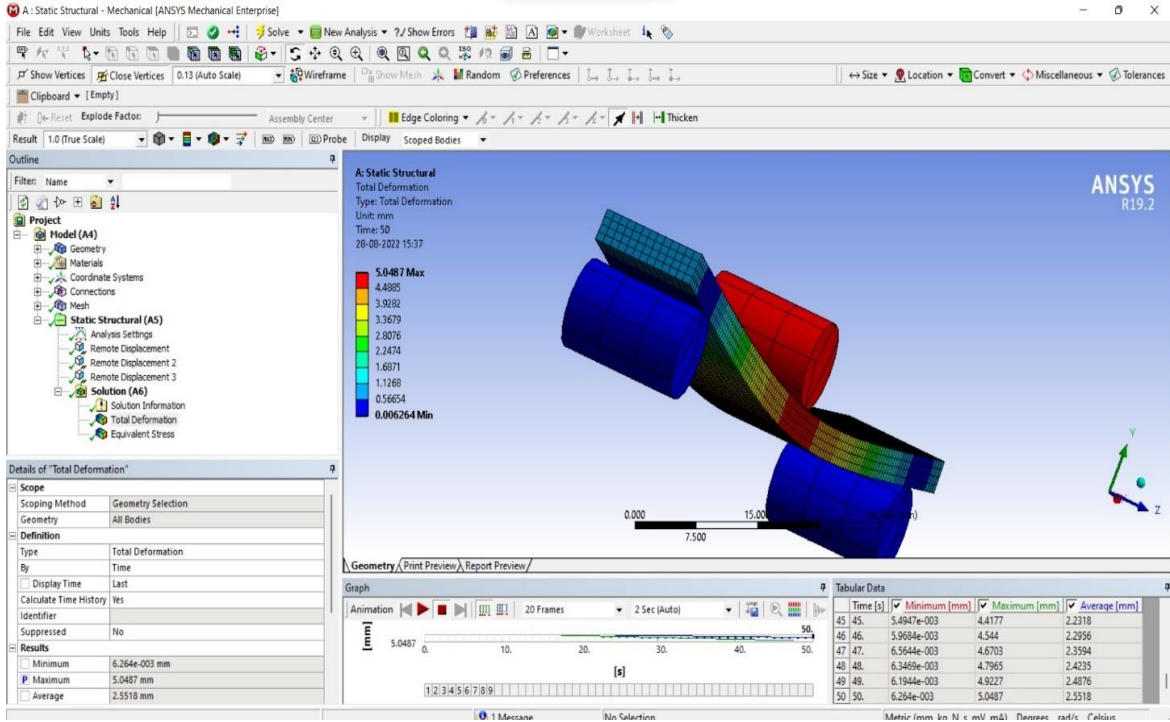 A : Static Structural - Mechanical [ANSYS Mechanical Enterprise]
File Edit View Units Tools Help Solve New Analysis ?/ Show Errors Worksheet
Show Vertices Close Vertices 0.13 (Auto Scale) Wireframe Show Mesh Random Preferences Size Location Convert Miscellaneous Tolerances
Clipboard [Empty]
Reset Explode Factor: Assembly Center Edge Coloring Thicken
Result 1.0 (True Scale) Probe Display Scoped Bodies
Outline
Filter: Name
Project
Model (A4)
Geometry
Materials
Coordinate Systems
Connections
Mesh
Static Structural (A5)
Analysis Settings
Remote Displacement
Remote Displacement 2
Remote Displacement 3
Solution (A6)
Solution Information
Total Deformation
Equivalent Stress
Details of "Total Deformation"
Scope
Scoping Method Geometry Selection
Geometry All Bodies
Definition
Type Total Deformation
By Time
Display Time Last
Calculate Time History Yes
Identifier
Suppressed No
Results
Minimum 6.264e-003 mm
P Maximum 5.0487 mm
Average 2.5518 mm
A: Static Structural
Total Deformation
Type: Total Deformation
Unit: mm
Time: 50
28-08-2022 15:37
5.0487 Max
4.4885
3.9282
3.3679
2.8076
2.2474
1.6871
1.1268
0.56654
0.006264 Min
ANSYS
R19.2
Y
Z
0.000 15.00
7.500
Geometry Print Preview Report Preview
Graph
Animation 20 Frames 2 Sec (Auto)
[mm]
5.0487
50.
0. 10. 20. 30. 40. 50.
[s]
1 2 3 4 5 6 7 8 9
Tabular Data
Time [s] Minimum [mm] Maximum [mm] Average [mm]
45 45. 5.4947e-003 4.4177 2.2318
46 46. 5.9684e-003 4.544 2.2956
47 47. 6.5644e-003 4.6703 2.3594
48 48. 6.3469e-003 4.7965 2.4235
49 49. 6.1944e-003 4.9227 2.4876
50 50. 6.264e-003 5.0487 2.5518
1 Message No Selection Metric (mm, kg, N, s, mV, mA) Degrees rad/s Celsius